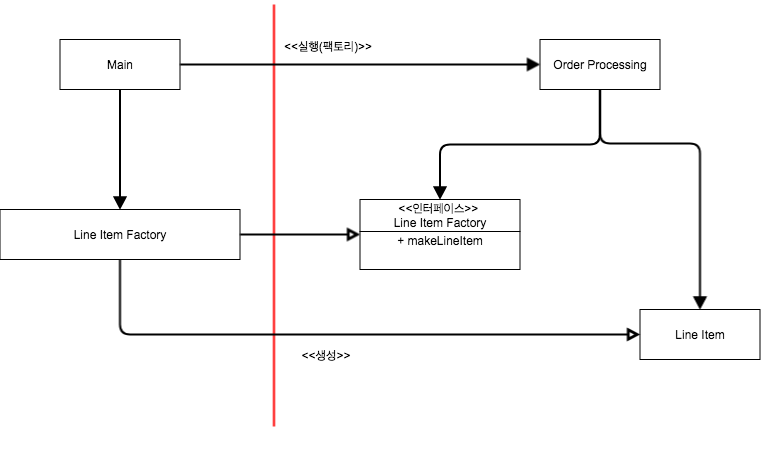 <<실행(팩토리)>>
Main
Order Processing
<<인터페이스>>
Line Item Factory
+ makeLineItem
Line Item Factory
Line Item
<<생성>>